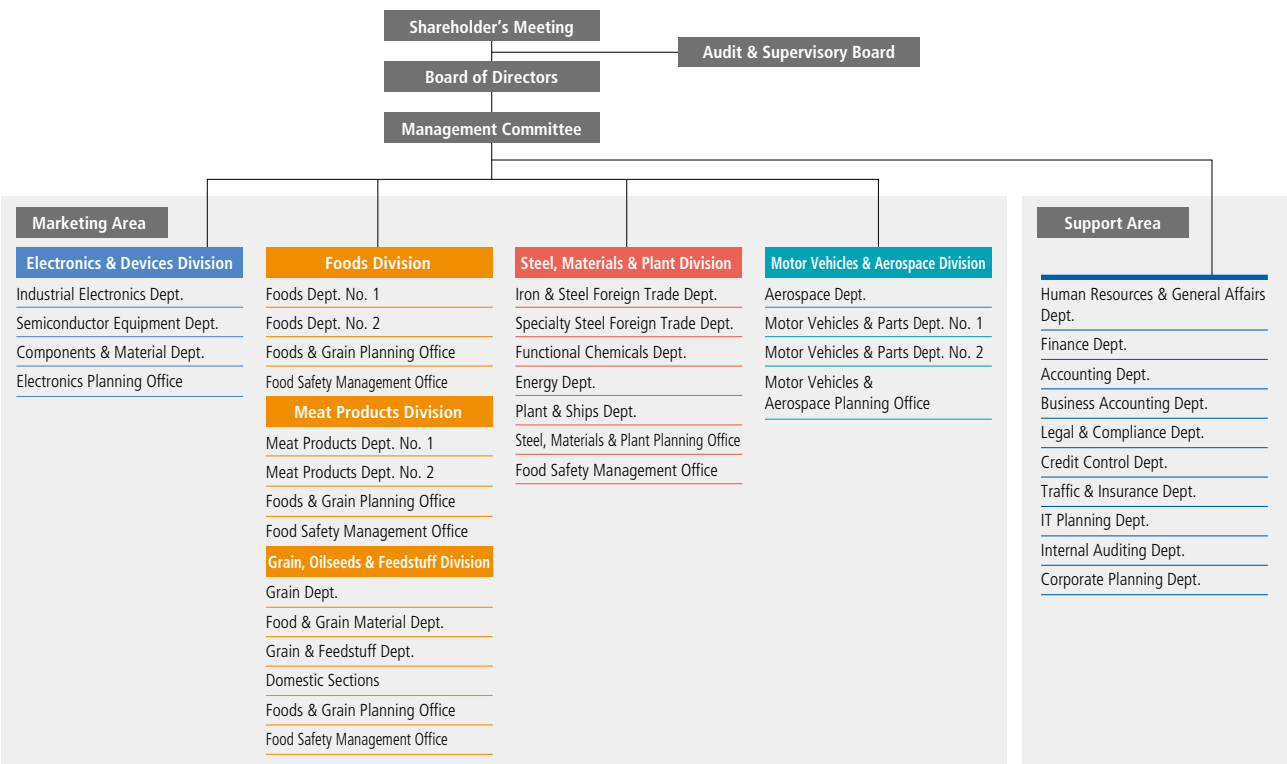 Shareholder's Meeting
Audit & Supervisory Board
Board of Directors
Management Committee
Marketing Area
Electronics & Devices Division
Industrial Electronics Dept.
Semiconductor Equipment Dept.
Components & Material Dept.
Electronics Planning Office
Foods Division
Foods Dept. No. 1
Foods Dept. No. 2
Foods & Grain Planning Office
Food Safety Management Office
Meat Products Division
Meat Products Dept. No. 1
Meat Products Dept. No. 2
Foods & Grain Planning Office
Food Safety Management Office
Grain, Oilseeds & Feedstuff Division
Grain Dept.
Food & Grain Material Dept.
Grain & Feedstuff Dept.
Domestic Sections
Foods & Grain Planning Office
Food Safety Management Office
Steel, Materials & Plant Division
Iron & Steel Foreign Trade Dept.
Specialty Steel Foreign Trade Dept.
Functional Chemicals Dept.
Energy Dept.
Plant & Ships Dept.
Steel, Materials & Plant Planning Office
Food Safety Management Office
Motor Vehicles & Aerospace Division
Aerospace Dept.
Motor Vehicles & Parts Dept. No. 1
Motor Vehicles & Parts Dept. No. 2
Motor Vehicles &
Aerospace Planning Office
Support Area
Human Resources & General Affairs
Dept.
Finance Dept.
Accounting Dept.
Business Accounting Dept.
Legal & Compliance Dept.
Credit Control Dept.
Traffic & Insurance Dept.
IT Planning Dept.
Internal Auditing Dept.
Corporate Planning Dept.